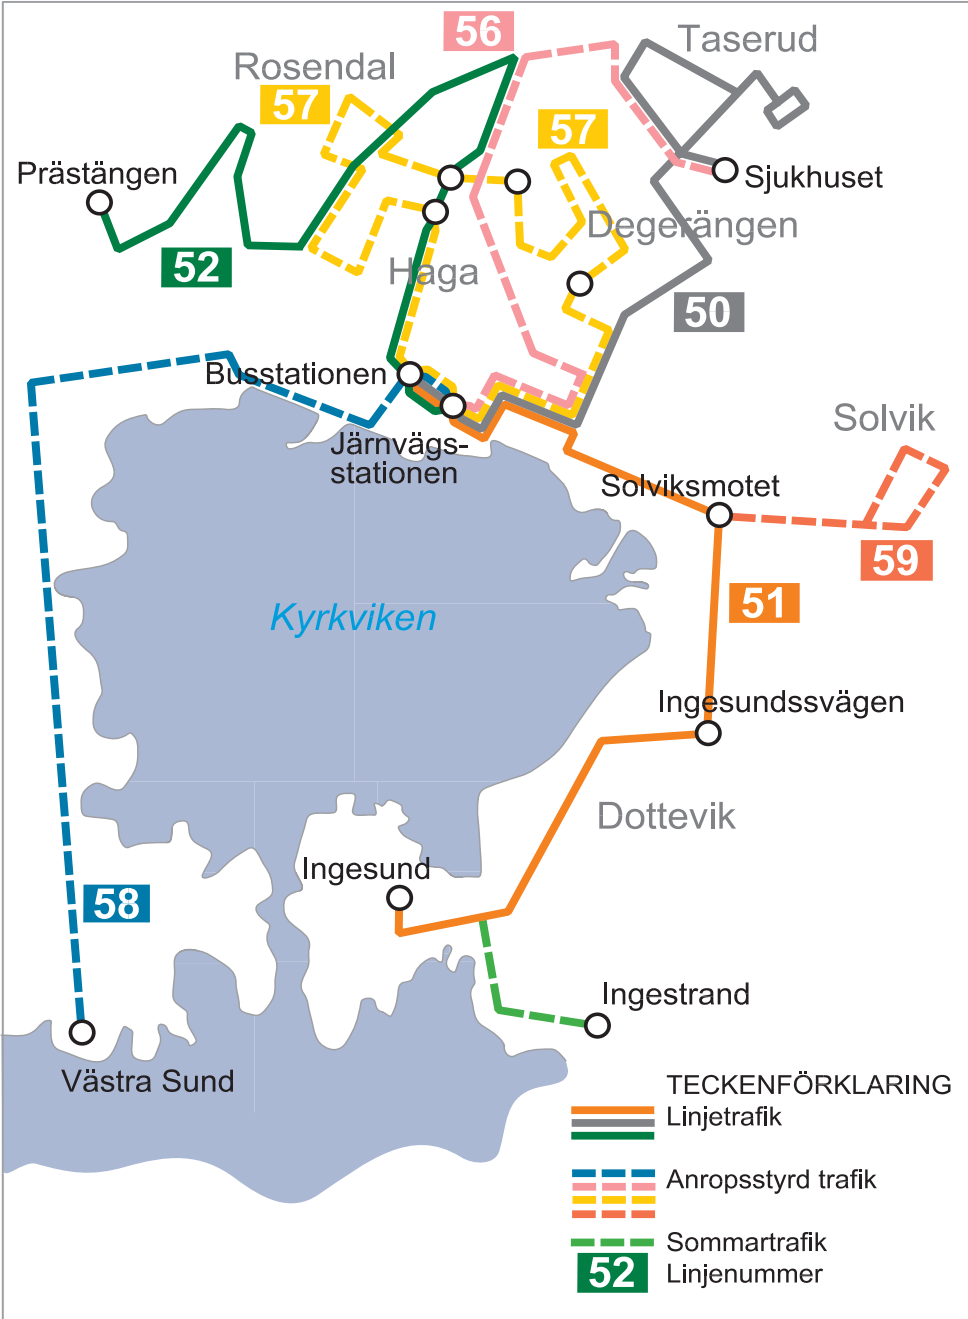 56
Taserud
Rosendal
57
57
Prästängen
Sjukhuset
Degerängen
52
Haga
50
Busstationen
Järnvägs-
stationen
Solvik
Solviksmotet
59
51
Kyrkviken
Ingesundssvägen
Dottevik
Ingesund
58
Ingestrand
Västra Sund
TECKENFÖRKLARING
Linjetrafik
Anropsstyrd trafik
Sommartrafik
52 Linjenummer